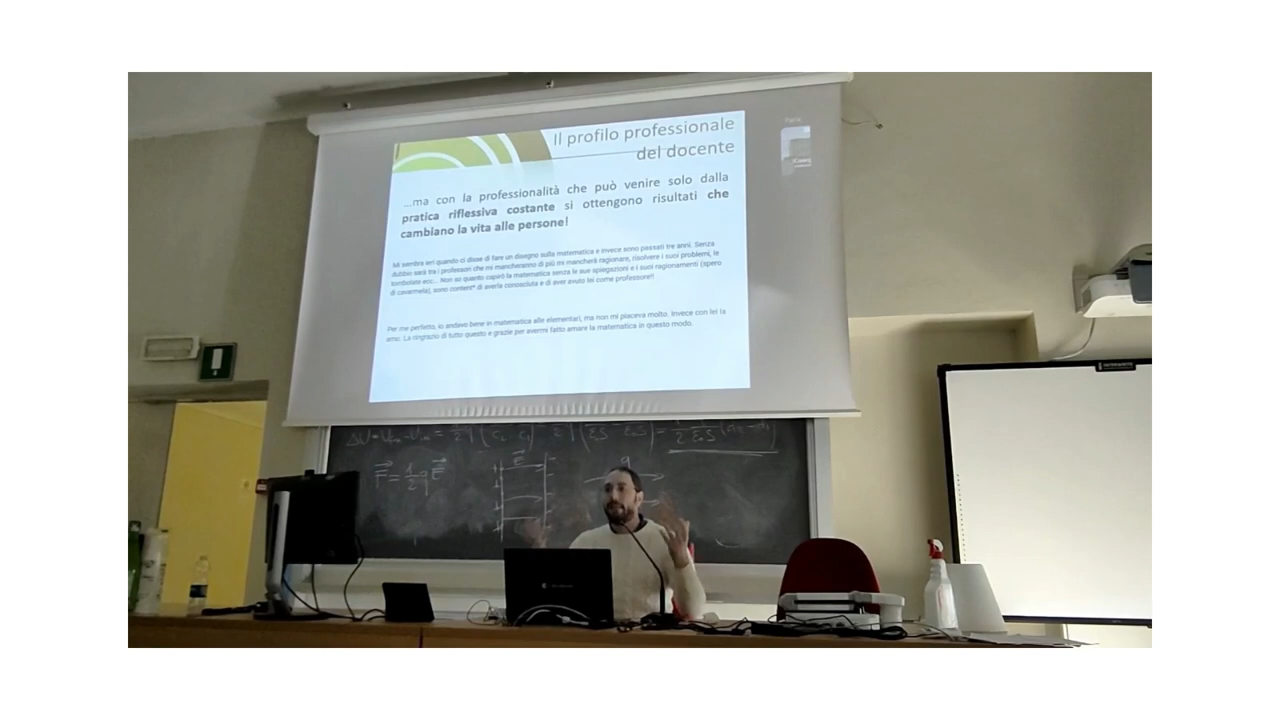 Il profilo professionale
del docente
...ma con la professionalità che può venire solo dalla
pratica riflessiva costante si ottengono risultati che
cambiano la vita alle persone!
Mi sembra ieri quando ci disse di fare un disegno sulla matematica e invece sono passati tre anni. Senza
dubbio sarà tra i professori che mi mancheranno di più mi mancherà ragionare, risolvere i suoi problemi, le
tombolate ecc... Non so quanto capirò la matematica senza le sue spiegazioni e i suoi ragionamenti (spero
di cavarmela), sono content* di averla conosciuta e di aver avuto lei come professore!!
Per me perfetto, io andavo bene in matematica alle elementari, ma non mi piaceva molto. Invece con lei la
amo. La ringrazio di tutto questo e grazie per avermi fatto amare la matematica in questo modo.